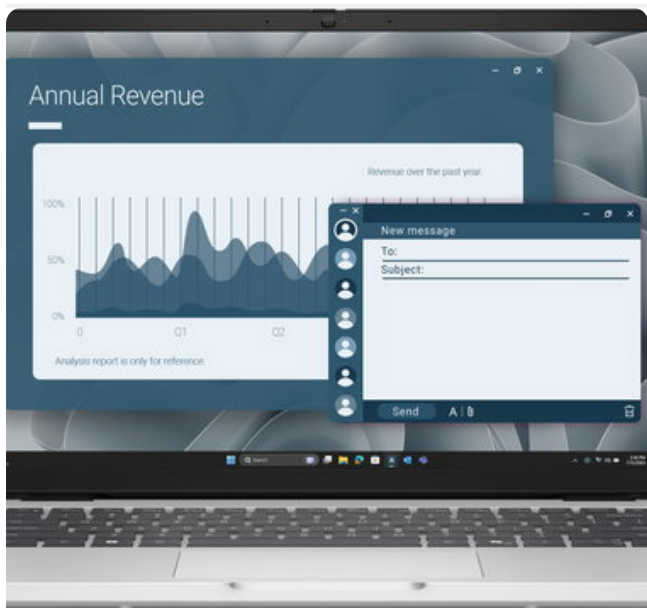 Annual Revenue
Revenue over the past year.
100%
50%
0%
0 Q1 Q2
Analysis report is only for reference.
New message
To:
Subject:
Send A
Search